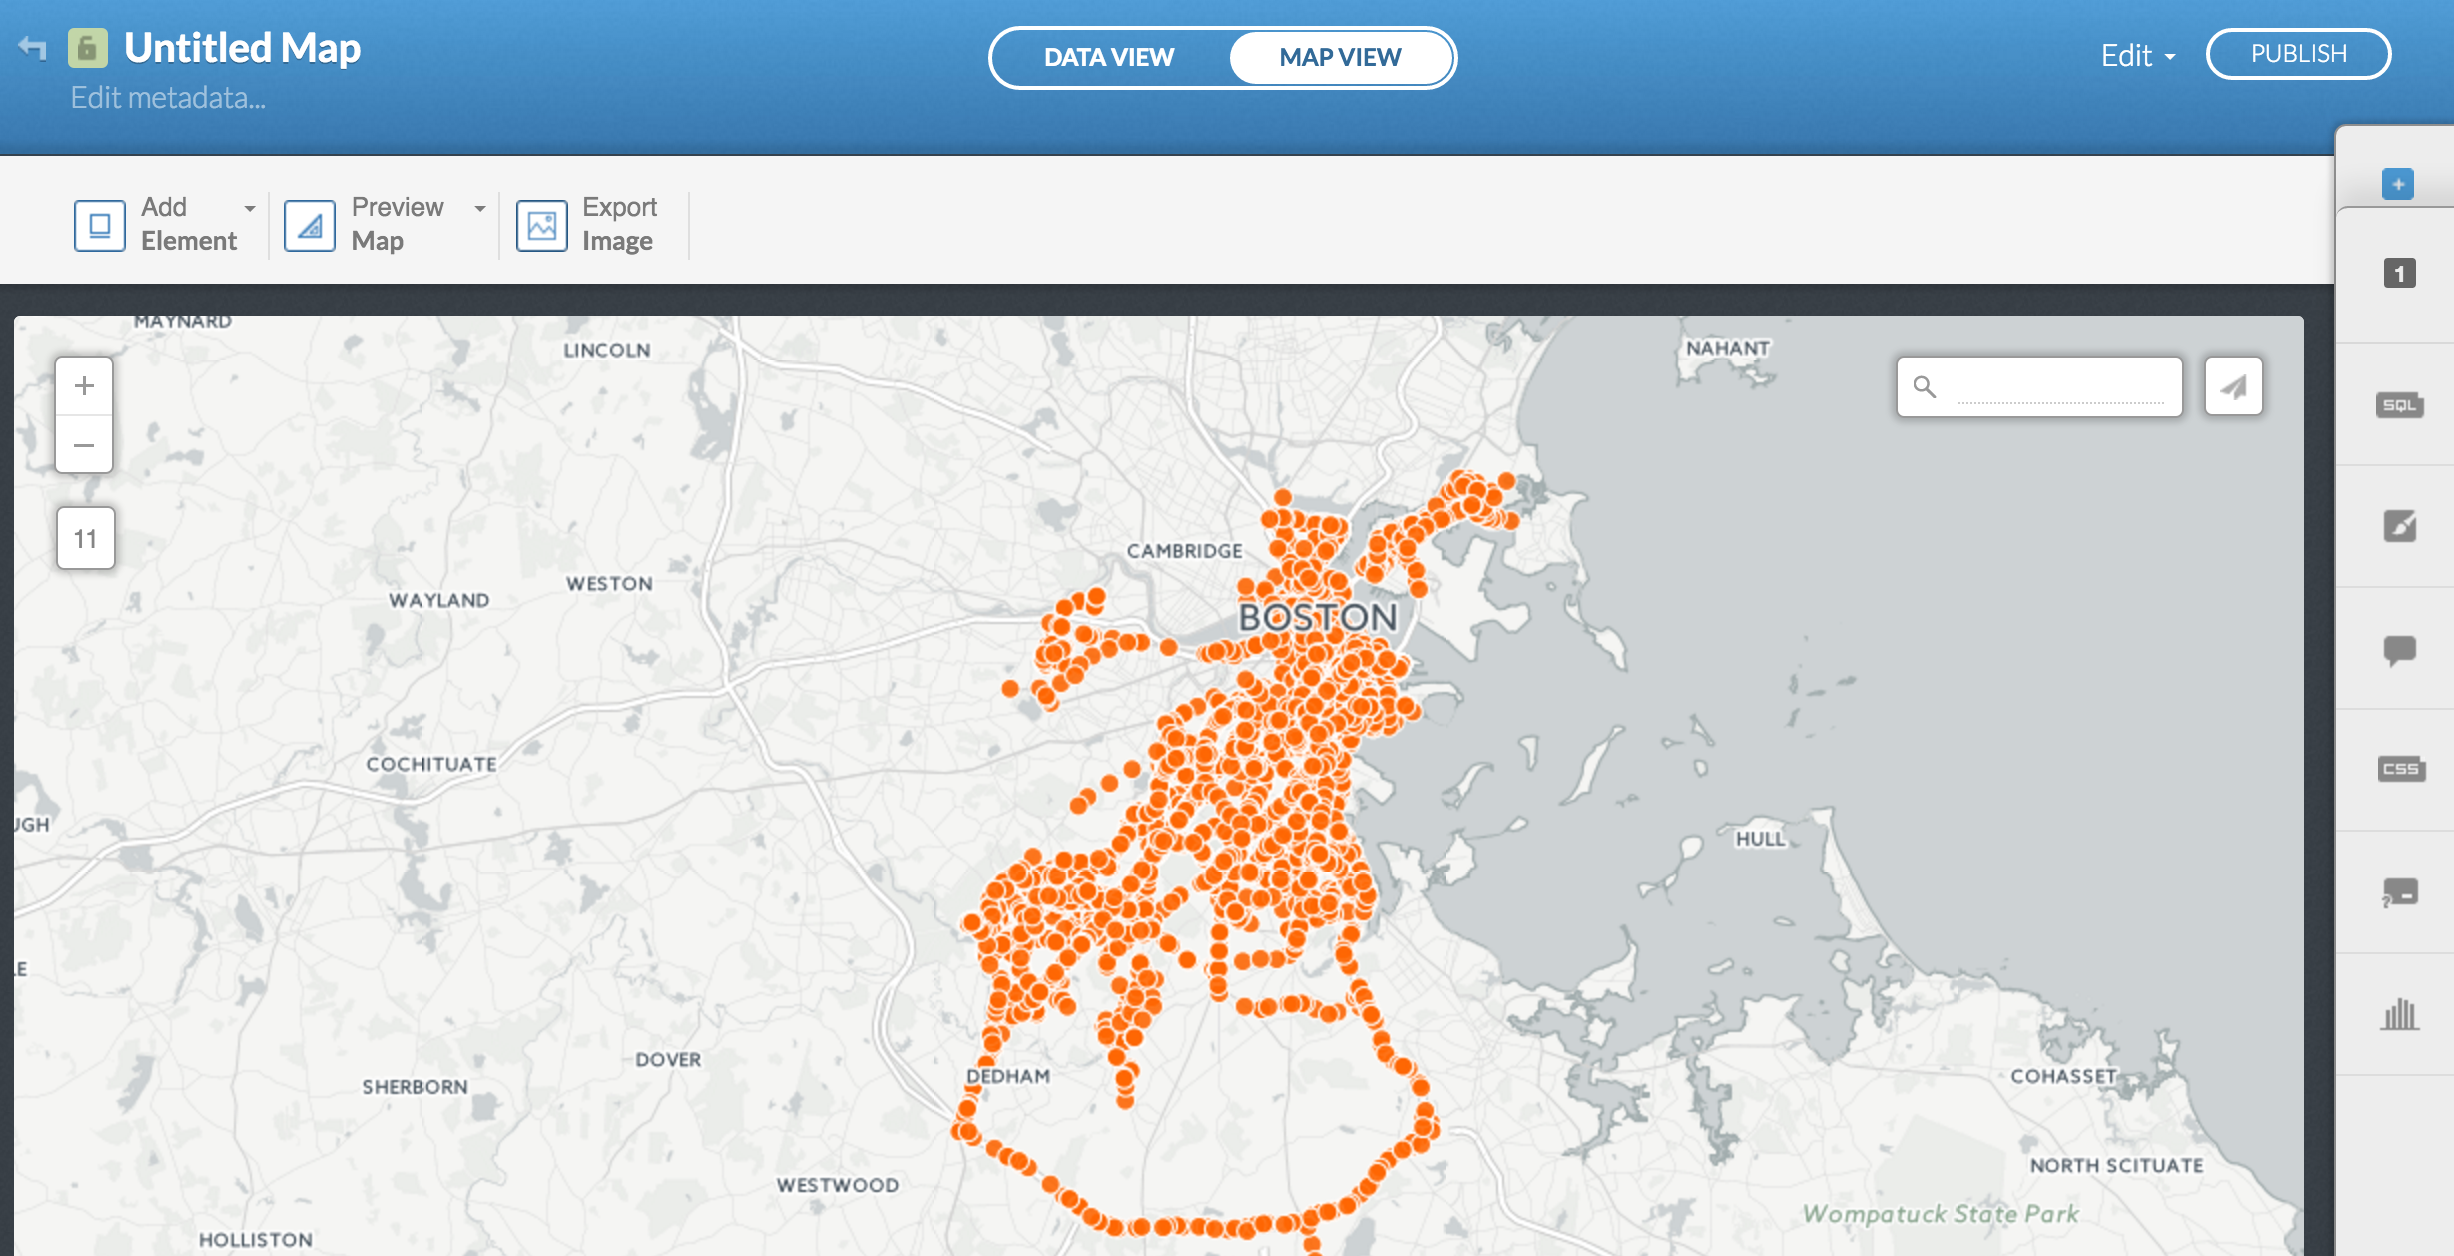 Untitled Map
Edit metadata...
DATA VIEW
MAP VIEW
Edit
PUBLISH
Add
Element
Preview
Map
Export
Image
1
SQL
CSS
?
+
−
11
MAYNARD
LINCOLN
NAHANT
CAMBRIDGE
WESTON
WAYLAND
BOSTON
COCHITUATE
UGH
HULL
LE
DOVER
SHERBORN
DEDHAM
COHASSET
WESTWOOD
NORTH SCITUATE
Wompatuck State Park
HOLLISTON